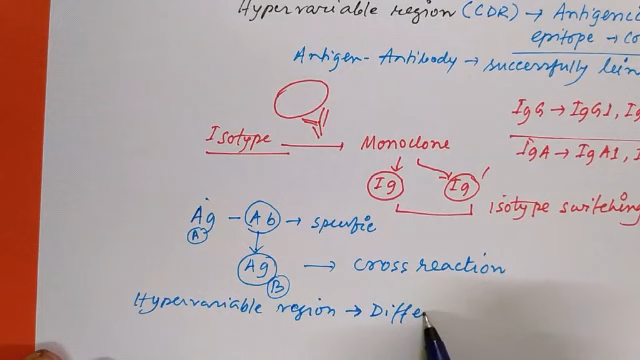 Hypervariable region (CDR) → Antigenic
epitope → Co
Antigen-Antibody → successfully
IgG → IgG1, Ig
Isotype → Monoclone
IgA → IgA1, I
Ig Ig'
Isotype switching
Ag - Ab → specific
A
Ag → cross reaction
B
Hypervariable region → Diffe